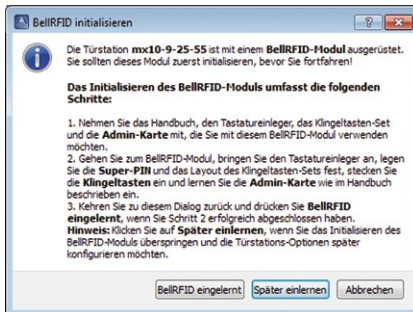 BellRFID initialisieren
Die Türstation mx10-9-25-55 ist mit einem BellRFID-Modul ausgerüstet.
Sie sollten dieses Modul zuerst initialisieren, bevor Sie fortfahren!
Das Initialisieren des BellRFID-Moduls umfasst die folgenden
Schritte:
1. Nehmen Sie das Handbuch, den Tastatureinleger, das Klingeltasten-Set
und die Admin-Karte mit, die Sie mit diesem BellRFID-Modul verwenden
möchten.
2. Gehen Sie zum BellRFID-Modul, bringen Sie den Tastatureinleger an, legen
Sie die Super-PIN und das Layout des Klingeltasten-Sets fest, stecken Sie
die Klingeltasten ein und lernen Sie die Admin-Karte wie im Handbuch
beschrieben ein.
3. Kehren Sie zu diesem Dialog zurück und drücken Sie BellRFID
eingelernt, wenn Sie Schritt 2 erfolgreich abgeschlossen haben.
Hinweis: Klicken Sie auf Später einlernen, wenn Sie das Initialisieren des
BellRFID-Moduls überspringen und die Türstations-Optionen später
konfigurieren möchten.
BellRFID eingelernt Später einlernen Abbrechen